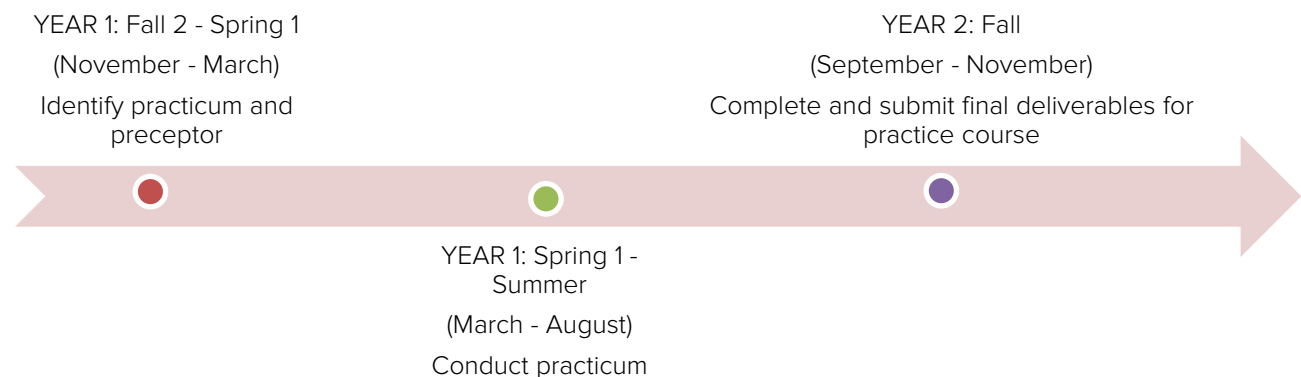 YEAR 1: Fall 2 - Spring 1
(November - March)
Identify practicum and
preceptor
YEAR 1: Spring 1 -
Summer
(March - August)
Conduct practicum
YEAR 2: Fall
(September - November)
Complete and submit final deliverables for
practice course